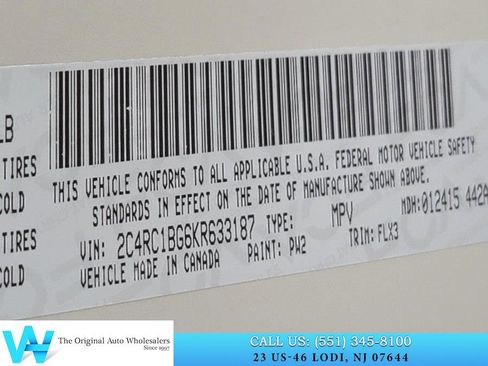 LB
TIRES
COLD
TIRES
COLD
THIS VEHICLE CONFORMS TO ALL APPLICABLE U.S.A. FEDERAL MOTOR VEHICLE SAFETY
STANDARDS IN EFFECT ON THE DATE OF MANUFACTURE SHOWN ABOVE.
MDH:012415 442A
VIN: 2C4RC1BG6KR633187 TYPE: MPV
VEHICLE MADE IN CANADA PAINT: PW2 TRIM: FLX3
W
The Original Auto Wholesalers
Since 1997
CALL US: (551) 345-8100
23 US-46 LODI, NJ 07644